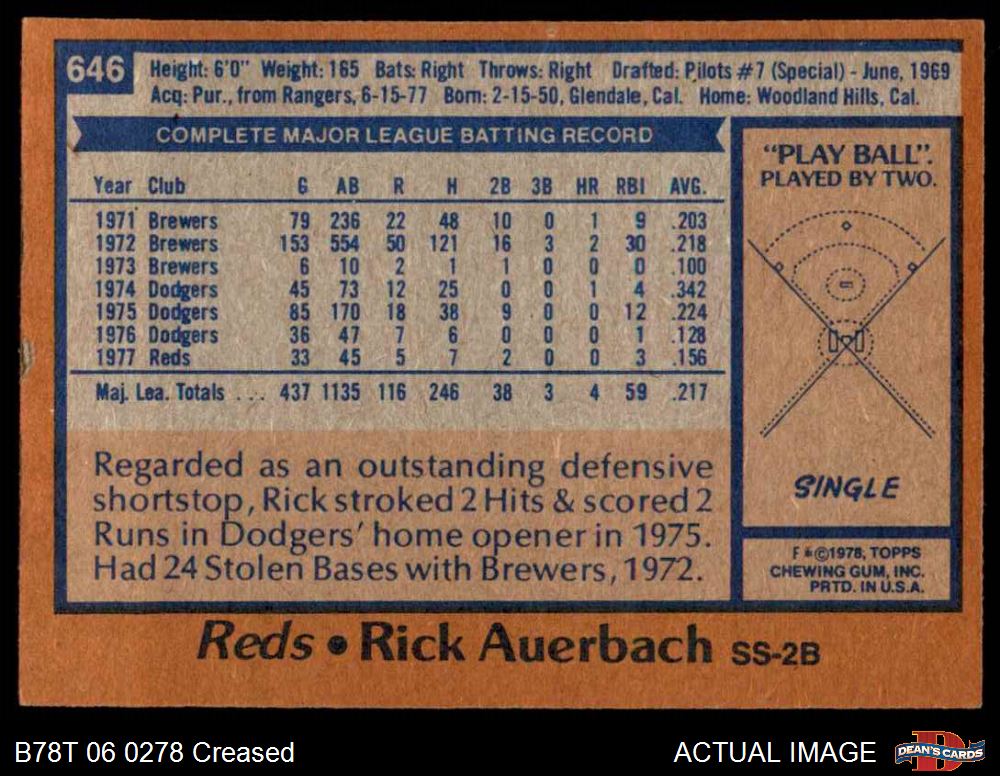 646
Height: 6'0" Weight: 165 Bats: Right Throws: Right Drafted: Pilots #7 (Special) - June, 1969
Acq: Pur., from Rangers, 6-15-77 Born: 2-15-50, Glendale, Cal. Home: Woodland Hills, Cal.
COMPLETE MAJOR LEAGUE BATTING RECORD
Year Club G AB R H 2B 3B HR RBI AVG.
1971 Brewers 79 236 22 48 10 0 1 9 .203
1972 Brewers 153 554 50 121 16 3 2 30 .218
1973 Brewers 6 10 2 1 1 0 0 0 .100
1974 Dodgers 45 73 12 25 0 0 1 4 .342
1975 Dodgers 85 170 18 38 9 0 0 12 .224
1976 Dodgers 36 47 7 6 0 0 0 1 .128
1977 Reds 33 45 5 7 2 0 0 3 .156
Maj. Lea. Totals ... 437 1135 116 246 38 3 4 59 .217
Regarded as an outstanding defensive
shortstop, Rick stroked 2 Hits & scored 2
Runs in Dodgers' home opener in 1975.
Had 24 Stolen Bases with Brewers, 1972.
"PLAY BALL".
PLAYED BY TWO.
SINGLE
F*©1978, TOPPS
CHEWING GUM, INC.
PRTD. IN U.S.A.
Reds • Rick Auerbach SS-2B
B78T 06 0278 Creased
ACTUAL IMAGE
D
DEAN'S CARDS